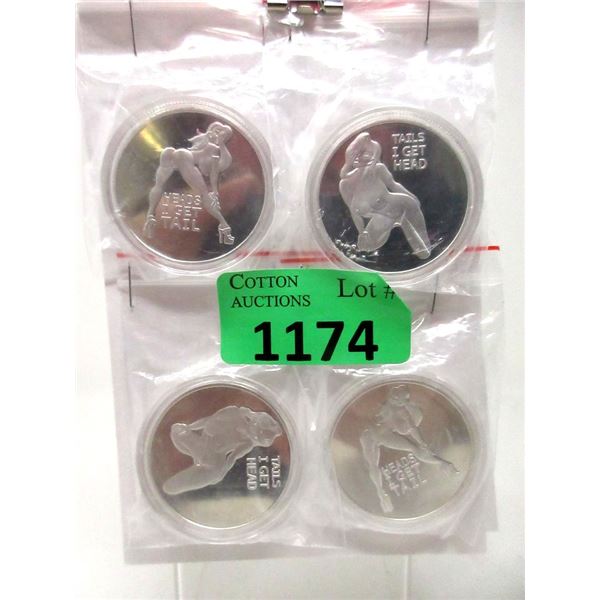 HEADS
I GET
TAIL
TAILS
I GET
HEAD
COTTON
AUCTIONS
Lot #
1174
TAILS
I GET
HEAD
HEADS
I GET
TAIL